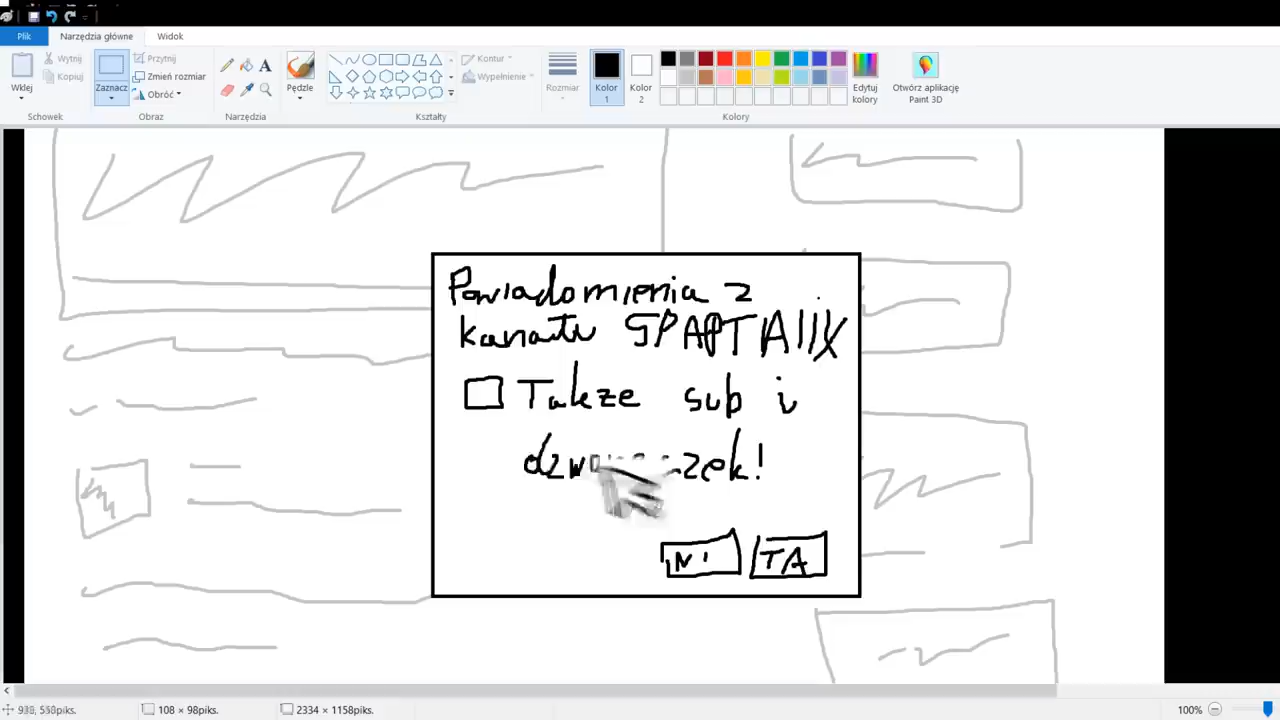 Plik Narzędzia główne Widok
Wklej
Wytnij
Kopiuj
Schowek
Zaznacz
Przytnij
Zmień rozmiar
Obróć
Obraz
A
Narzędzia
Pędzle
Kontur
Wypełnienie
Kształty
Rozmiar
Kolor
1
Kolor
2
Edytuj
kolory
Kolory
Otwórz aplikację
Paint 3D
Powiadomienia z
kanału SPARTAIIX
Takze sub i
TA
108 × 98piks.
2334 × 1158piks.
100%